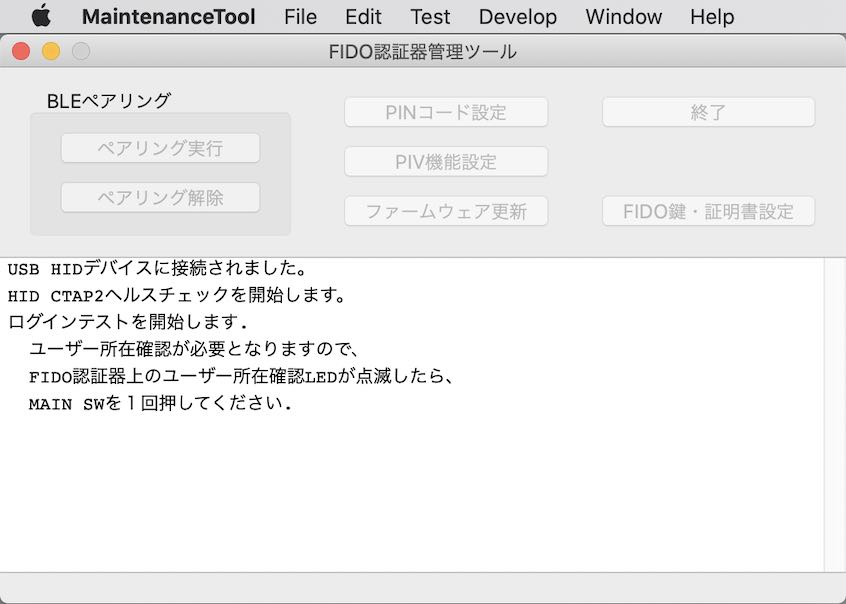 MaintenanceTool File Edit Test Develop Window Help
FIDO認証器管理ツール
BLEペアリング
ペアリング実行
ペアリング解除
PINコード設定
PIV機能設定
ファームウェア更新
終了
FIDO鍵・証明書設定
USB HIDデバイスに接続されました。
HID CTAP2ヘルスチェックを開始します。
ログインテストを開始します.
ユーザー所在確認が必要となりますので、
FIDO認証器上のユーザー所在確認LEDが点滅したら、
MAIN SWを１回押してください.